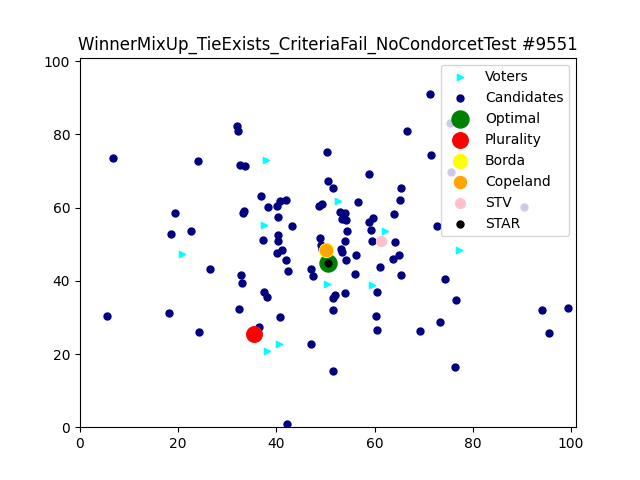 WinnerMixUp_TieExists_CriteriaFail_NoCondorcetTest #9551
100
80
60
40
20
0
0 20 40 60 80 100
Voters
Candidates
Optimal
Plurality
Borda
Copeland
STV
STAR